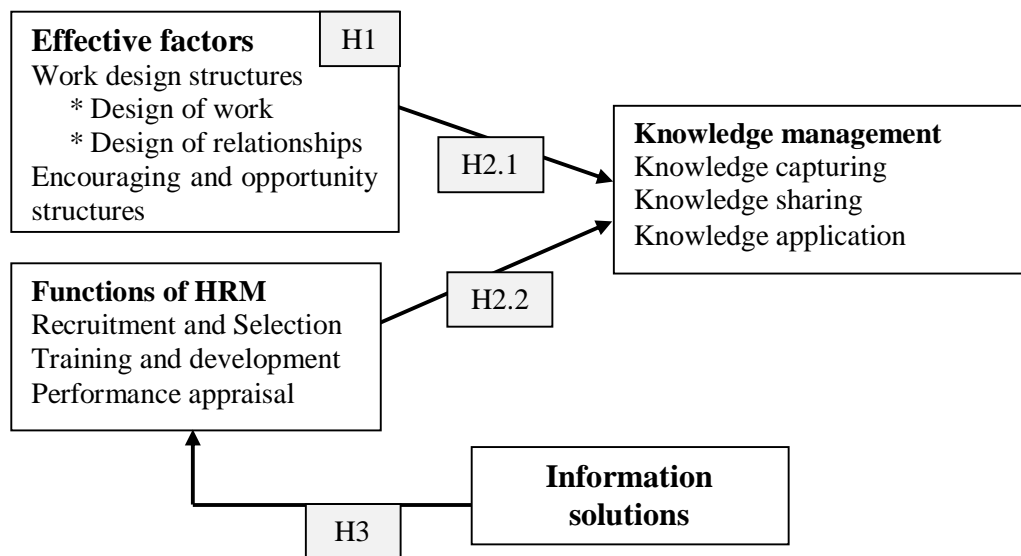 Effective factors
H1
Work design structures
* Design of work
* Design of relationships
Encouraging and opportunity
structures
H2.1
Knowledge management
Knowledge capturing
Knowledge sharing
Knowledge application
Functions of HRM
Recruitment and Selection
Training and development
Performance appraisal
H2.2
Information
solutions
H3